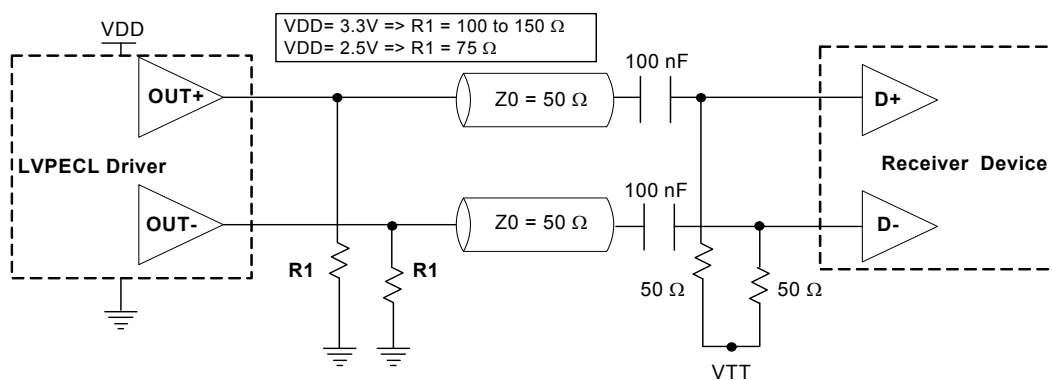 VDD
VDD= 3.3V => R1 = 100 to 150 Ω
VDD= 2.5V => R1 = 75 Ω
100 nF
OUT+
Z0 = 50 Ω
D+
LVPECL Driver
Receiver Device
100 nF
OUT-
Z0 = 50 Ω
D-
R1
R1
50 Ω
50 Ω
VTT